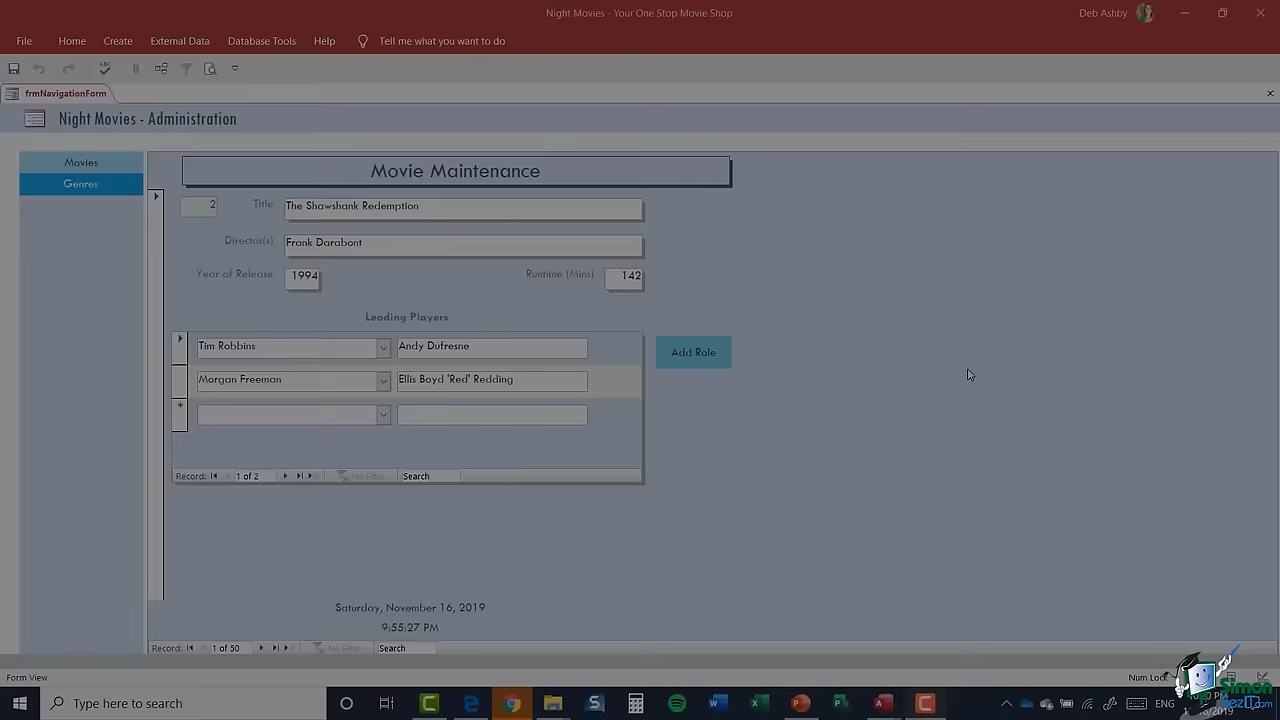 Night Movies - Your One Stop Movie Shop
Deb Ashby
File Home Create External Data Database Tools Help Tell me what you want to do
frmNavigationForm
Night Movies - Administration
Movies
Genres
Movie Maintenance
2 Title The Shawshank Redemption
Director(s) Frank Darabont
Year of Release 1994 Runtime (Mins) 142
Leading Players
Tim Robbins Andy Dufresne
Add Role
Morgan Freeman Ellis Boyd 'Red' Redding
Record: 1 of 2 No Filter Search
Saturday, November 16, 2019
9:55:27 PM
Record: 1 of 50 No Filter Search
Form View
Num Lock
Type here to search
ENG